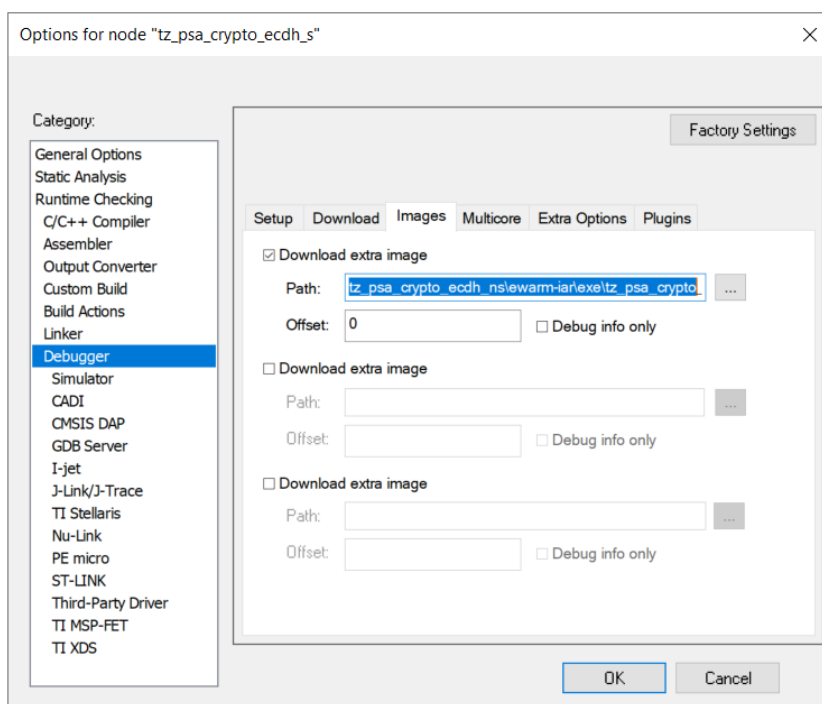 Options for node "tz_psa_crypto_ecdh_s"
Category:
Factory Settings
General Options
Static Analysis
Runtime Checking
C/C++ Compiler
Assembler
Output Converter
Custom Build
Build Actions
Linker
Debugger
Simulator
CADI
CMSIS DAP
GDB Server
I-jet
J-Link/J-Trace
TI Stellaris
Nu-Link
PE micro
ST-LINK
Third-Party Driver
TI MSP-FET
TI XDS
Setup Download Images Multicore Extra Options Plugins
Download extra image
Path: tz_psa_crypto_ecdh_ns\ewarm-iar\exe\tz_psa_crypto_ ...
Offset: 0 Debug info only
Download extra image
Path: ...
Offset: Debug info only
Download extra image
Path: ...
Offset: Debug info only
OK Cancel